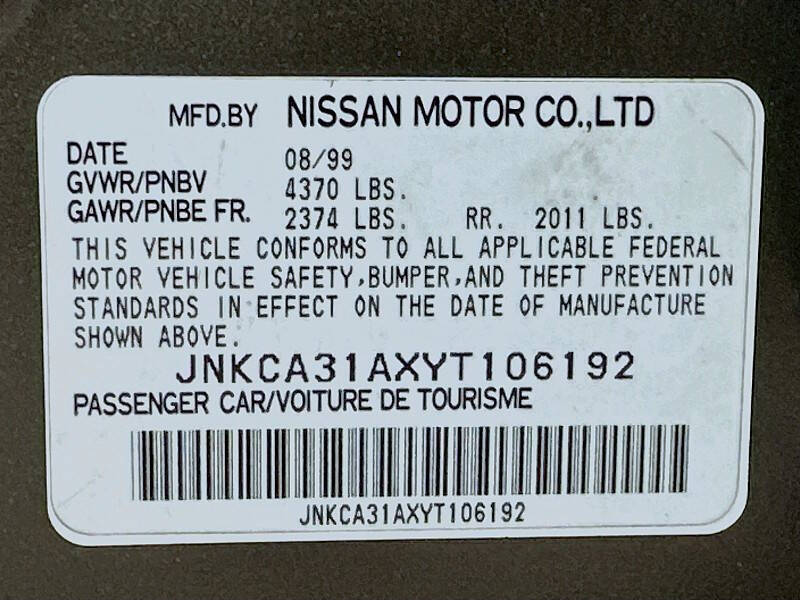 MFD.BY NISSAN MOTOR CO.,LTD
DATE 08/99
GVWR/PNBV 4370 LBS.
GAWR/PNBE FR. 2374 LBS. RR. 2011 LBS.
THIS VEHICLE CONFORMS TO ALL APPLICABLE FEDERAL
MOTOR VEHICLE SAFETY,BUMPER,AND THEFT PREVENTION
STANDARDS IN EFFECT ON THE DATE OF MANUFACTURE
SHOWN ABOVE.
JNKCA31AXYT106192
PASSENGER CAR/VOITURE DE TOURISME
JNKCA31AXYT106192